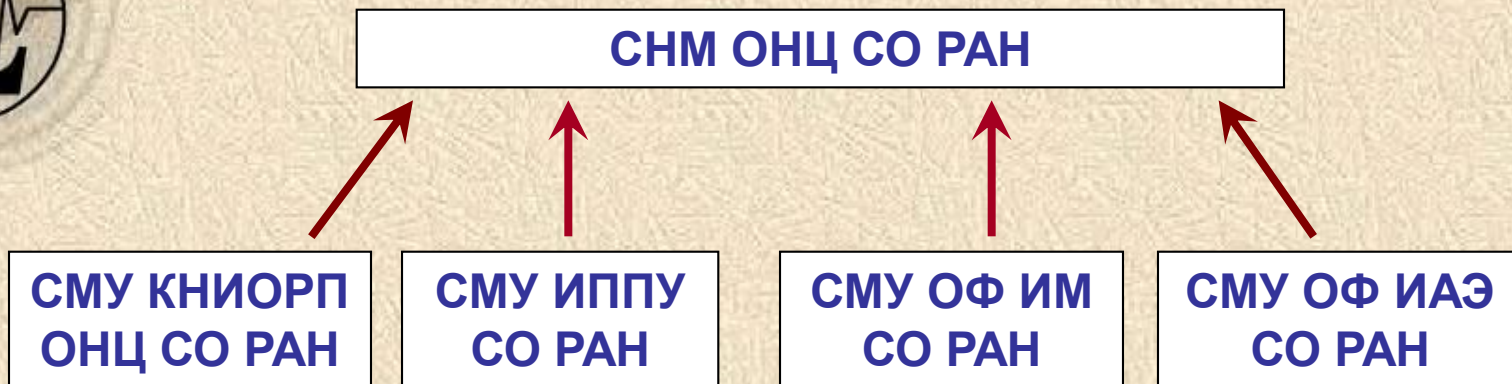 СНМ ОНЦ СО РАН
СМУ КНИОРП
ОНЦ СО РАН
СМУ ИППУ
СО РАН
СМУ ОФ ИМ
СО РАН
СМУ ОФ ИАЭ
СО РАН